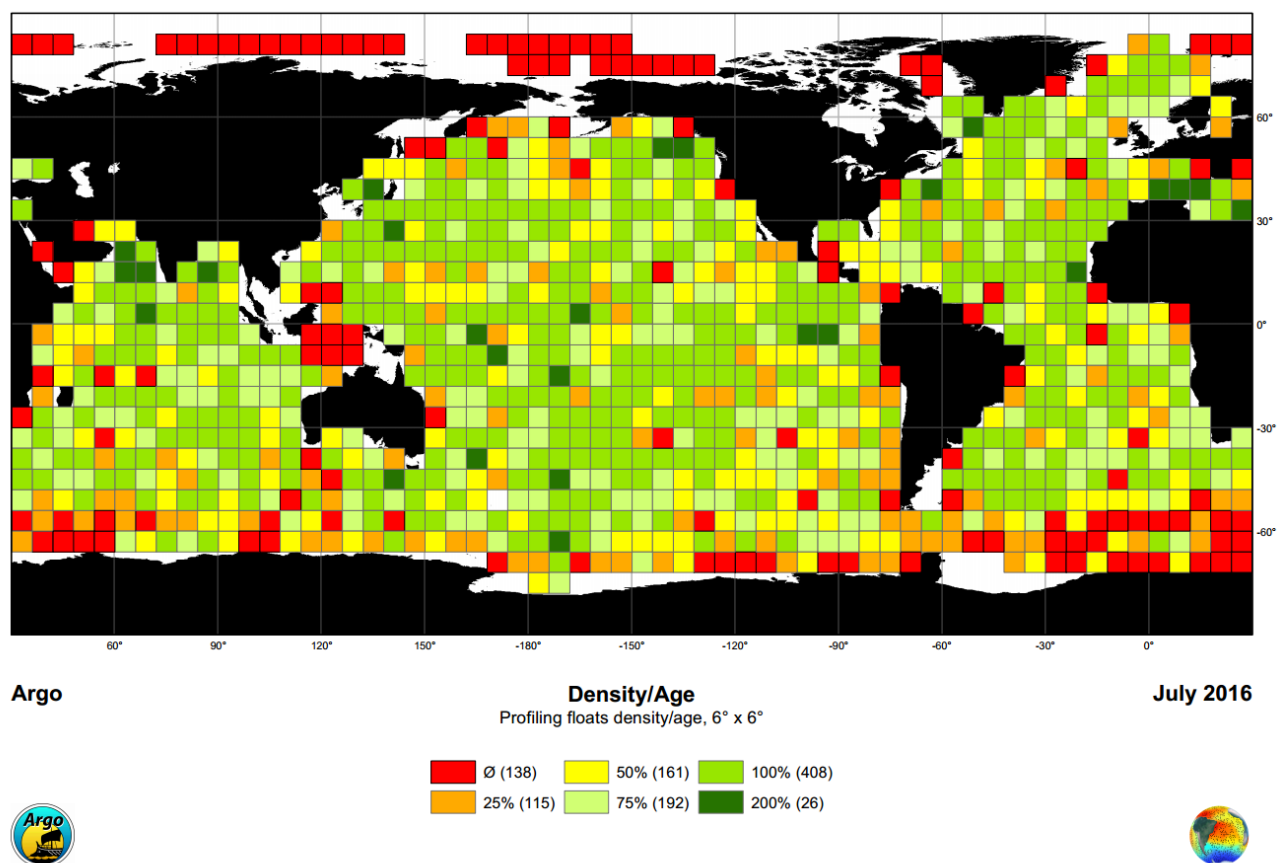 60°
30°
0°
-30°
-60°
60° 90° 120° 150° -180° -150° -120° -90° -60° -30° 0°
Argo Density/Age July 2016
Profiling floats density/age, 6° x 6°
Ø (138) 50% (161) 100% (408)
25% (115) 75% (192) 200% (26)
Argo